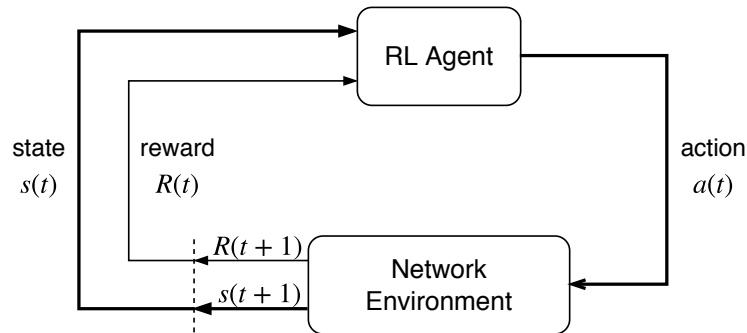 RL Agent
state
s(t)
reward
R(t)
action
a(t)
R(t + 1)
s(t + 1)
Network
Environment